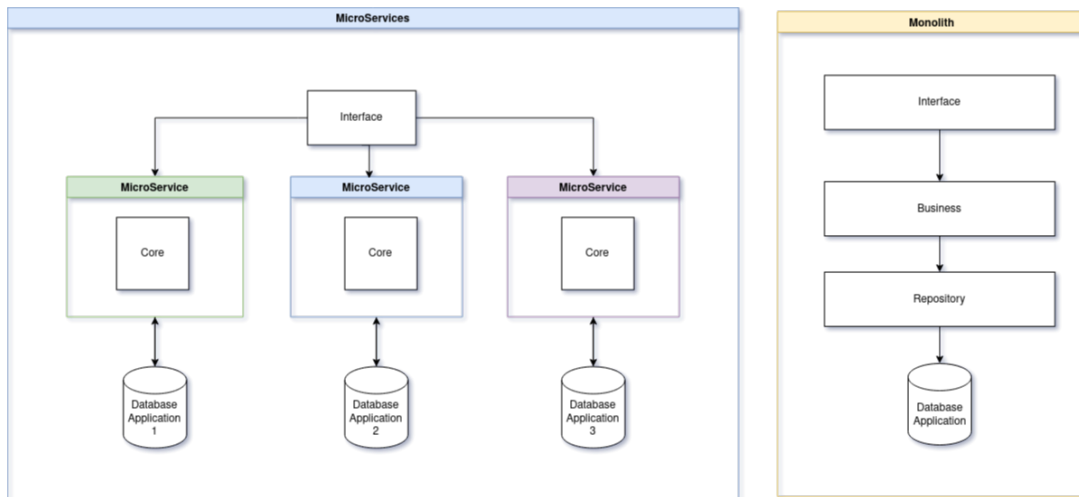 MicroServices
Interface
MicroService
Core
Database
Application
1
MicroService
Core
Database
Application
2
MicroService
Core
Database
Application
3
Monolith
Interface
Business
Repository
Database
Application